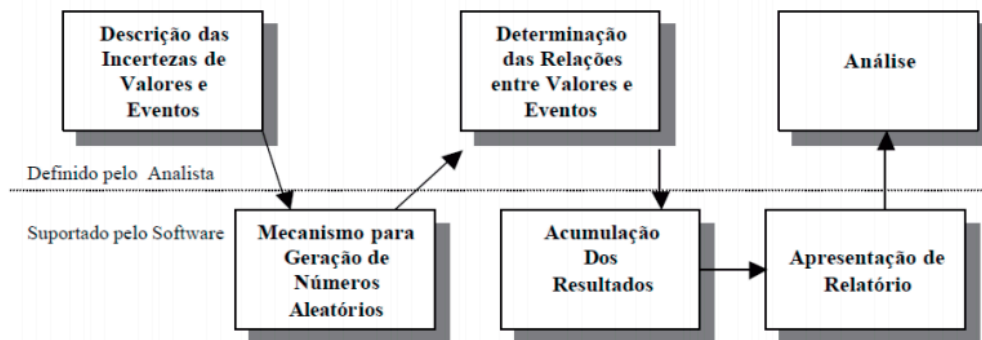 Descrição das
Incertezas de
Valores e
Eventos
Determinação
das Relações
entre Valores e
Eventos
Análise
Definido pelo Analista
Suportado pelo Software
Mecanismo para
Geração de
Números
Aleatórios
Acumulação
Dos
Resultados
Apresentação de
Relatório